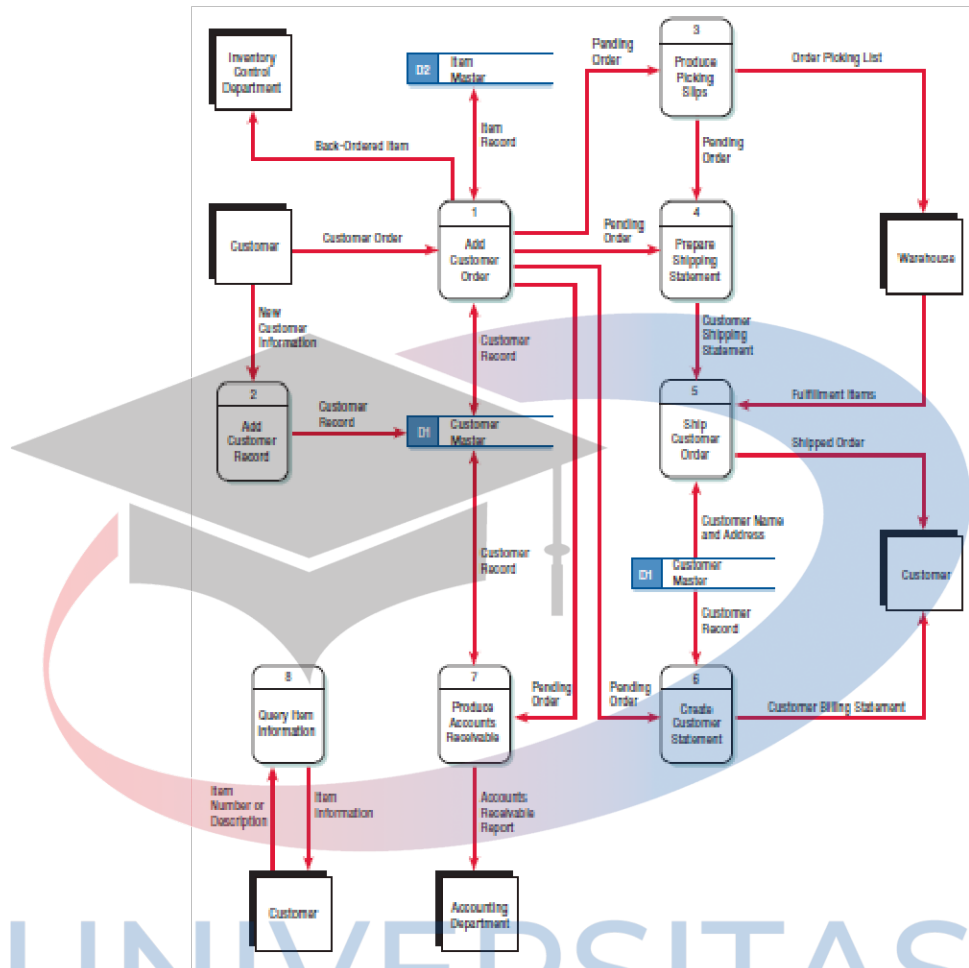 Inventory
Control
Department
D2
Item
Master
Pending
Order
3
Produce
Picking
Slips
Order Picking List
Item
Record
Back-Ordered Item
Pending
Order
Customer
Customer Order
1
Add
Customer
Order
Pending
Order
4
Prepare
Shipping
Statement
Warehouse
New
Customer
Information
Customer
Record
Customer
Shipping
Statement
2
Add
Customer
Record
Customer
Record
D1
Customer
Master
5
Ship
Customer
Order
Fulfillment Items
Shipped Order
Customer
Record
Customer Name
and Address
D1
Customer
Master
Customer
Customer
Record
8
Query Item
Information
7
Produce
Accounts
Receivable
Pending
Order
Pending
Order
6
Create
Customer
Statement
Customer Billing Statement
Item
Number or
Description
Item
Information
Accounts
Receivable
Report
Customer
Accounting
Department
UNIVERSITAS